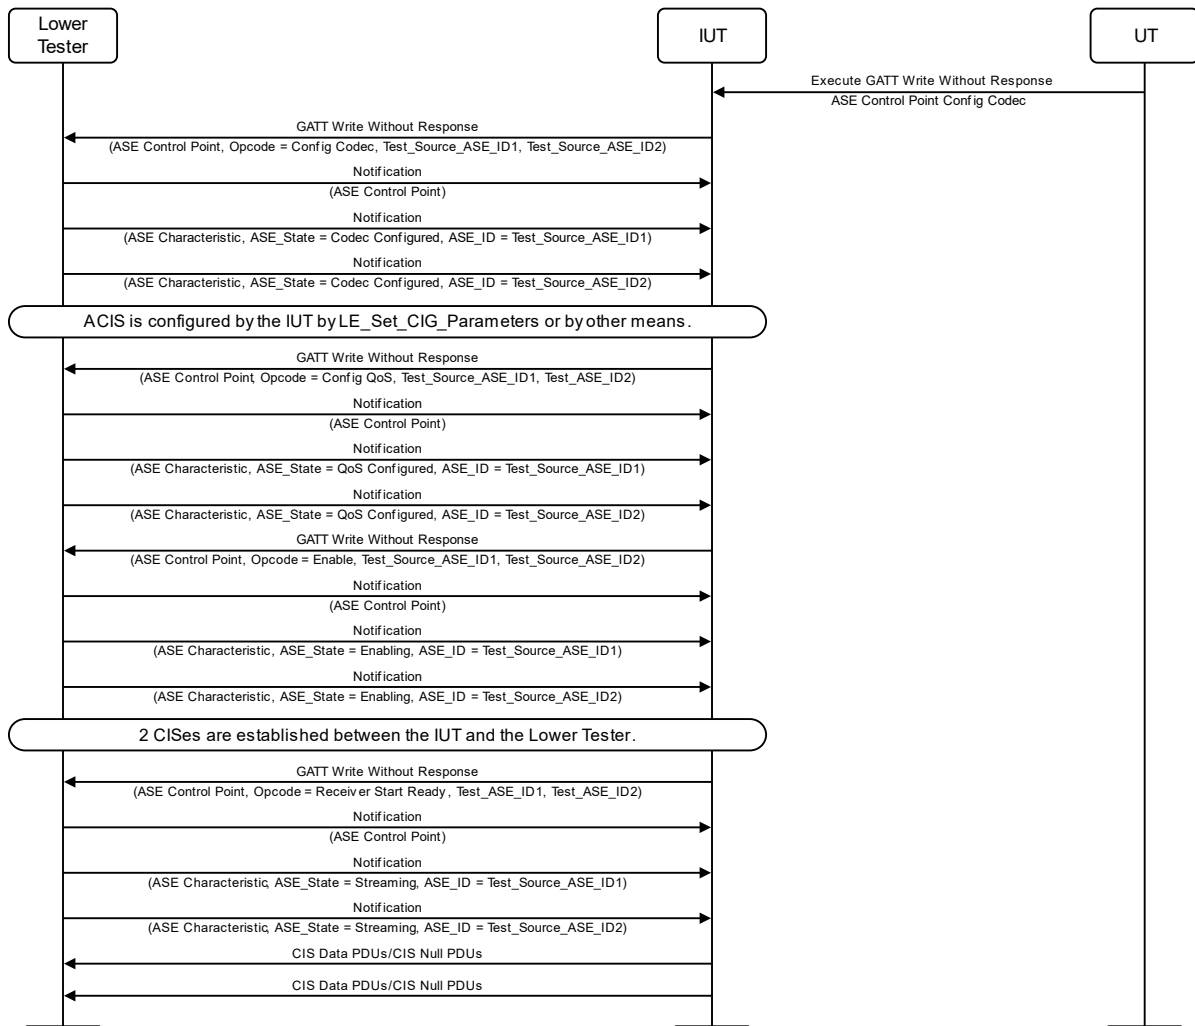 Lower
Tester
IUT
UT
Execute GATT Write Without Response
ASE Control Point Config Codec
GATT Write Without Response
(ASE Control Point, Opcode = Config Codec, Test_Source_ASE_ID1, Test_Source_ASE_ID2)
Notification
(ASE Control Point)
Notification
(ASE Characteristic, ASE_State = Codec Configured, ASE_ID = Test_Source_ASE_ID1)
Notification
(ASE Characteristic, ASE_State = Codec Configured, ASE_ID = Test_Source_ASE_ID2)
A CIS is configured by the IUT by LE_Set_CIG_Parameters or by other means.
GATT Write Without Response
(ASE Control Point, Opcode = Config QoS, Test_Source_ASE_ID1, Test_ASE_ID2)
Notification
(ASE Control Point)
Notification
(ASE Characteristic, ASE_State = QoS Configured, ASE_ID = Test_Source_ASE_ID1)
Notification
(ASE Characteristic, ASE_State = QoS Configured, ASE_ID = Test_Source_ASE_ID2)
GATT Write Without Response
(ASE Control Point, Opcode = Enable, Test_Source_ASE_ID1, Test_Source_ASE_ID2)
Notification
(ASE Control Point)
Notification
(ASE Characteristic, ASE_State = Enabling, ASE_ID = Test_Source_ASE_ID1)
Notification
(ASE Characteristic, ASE_State = Enabling, ASE_ID = Test_Source_ASE_ID2)
2 CISes are established between the IUT and the Lower Tester.
GATT Write Without Response
(ASE Control Point, Opcode = Receiver Start Ready, Test_ASE_ID1, Test_ASE_ID2)
Notification
(ASE Control Point)
Notification
(ASE Characteristic, ASE_State = Streaming, ASE_ID = Test_Source_ASE_ID1)
Notification
(ASE Characteristic, ASE_State = Streaming, ASE_ID = Test_Source_ASE_ID2)
CIS Data PDUs/CIS Null PDUs
CIS Data PDUs/CIS Null PDUs